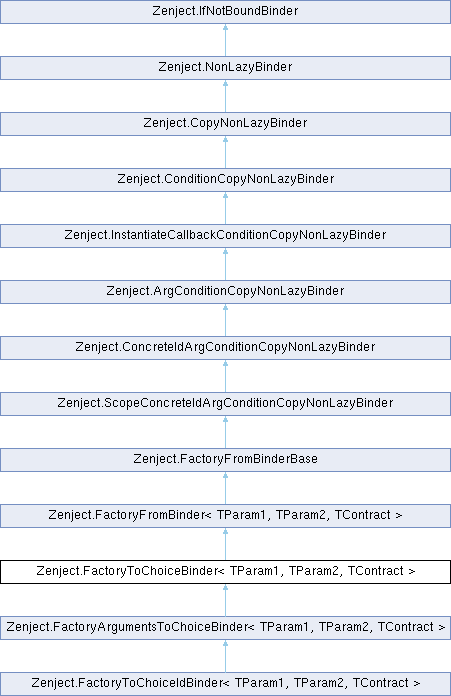 Zenject.IfNotBoundBinder
Zenject.NonLazyBinder
Zenject.CopyNonLazyBinder
Zenject.ConditionCopyNonLazyBinder
Zenject.InstantiateCallbackConditionCopyNonLazyBinder
Zenject.ArgConditionCopyNonLazyBinder
Zenject.ConcreteIdArgConditionCopyNonLazyBinder
Zenject.ScopeConcreteIdArgConditionCopyNonLazyBinder
Zenject.FactoryFromBinderBase
Zenject.FactoryFromBinder< TParam1, TParam2, TContract >
Zenject.FactoryToChoiceBinder< TParam1, TParam2, TContract >
Zenject.FactoryArgumentsToChoiceBinder< TParam1, TParam2, TContract >
Zenject.FactoryToChoiceIdBinder< TParam1, TParam2, TContract >